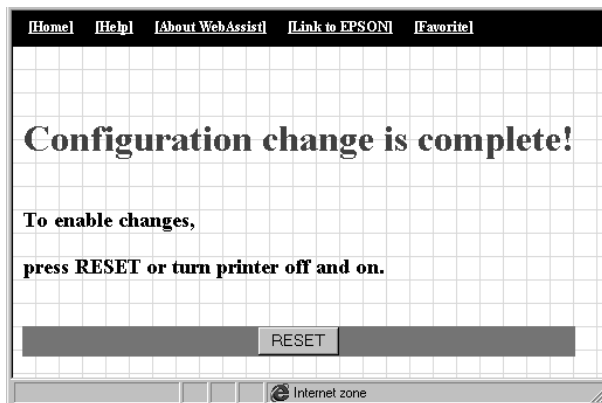 [Home] [Help] [About WebAssist] [Link to EPSON] [Favorite]
Configuration change is complete!
To enable changes,
press RESET or turn printer off and on.
RESET
Internet zone